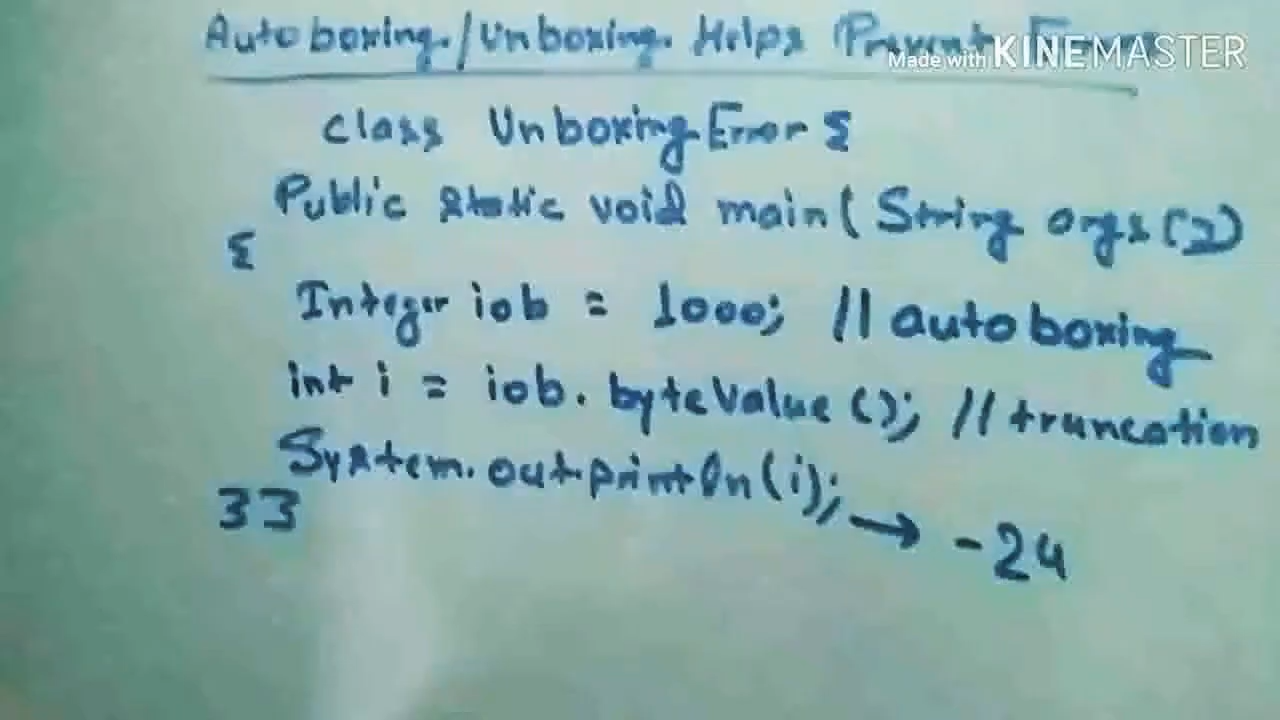 Autoboxing./Unboxing. Helps Prevent
Made with KINEMASTER
class UnboxingError {
Public static void main( String args[])
{
Integer iob = 1000; // autoboxing
int i = iob.byteValue(); // truncation
System.out.println(i); → -24
}}